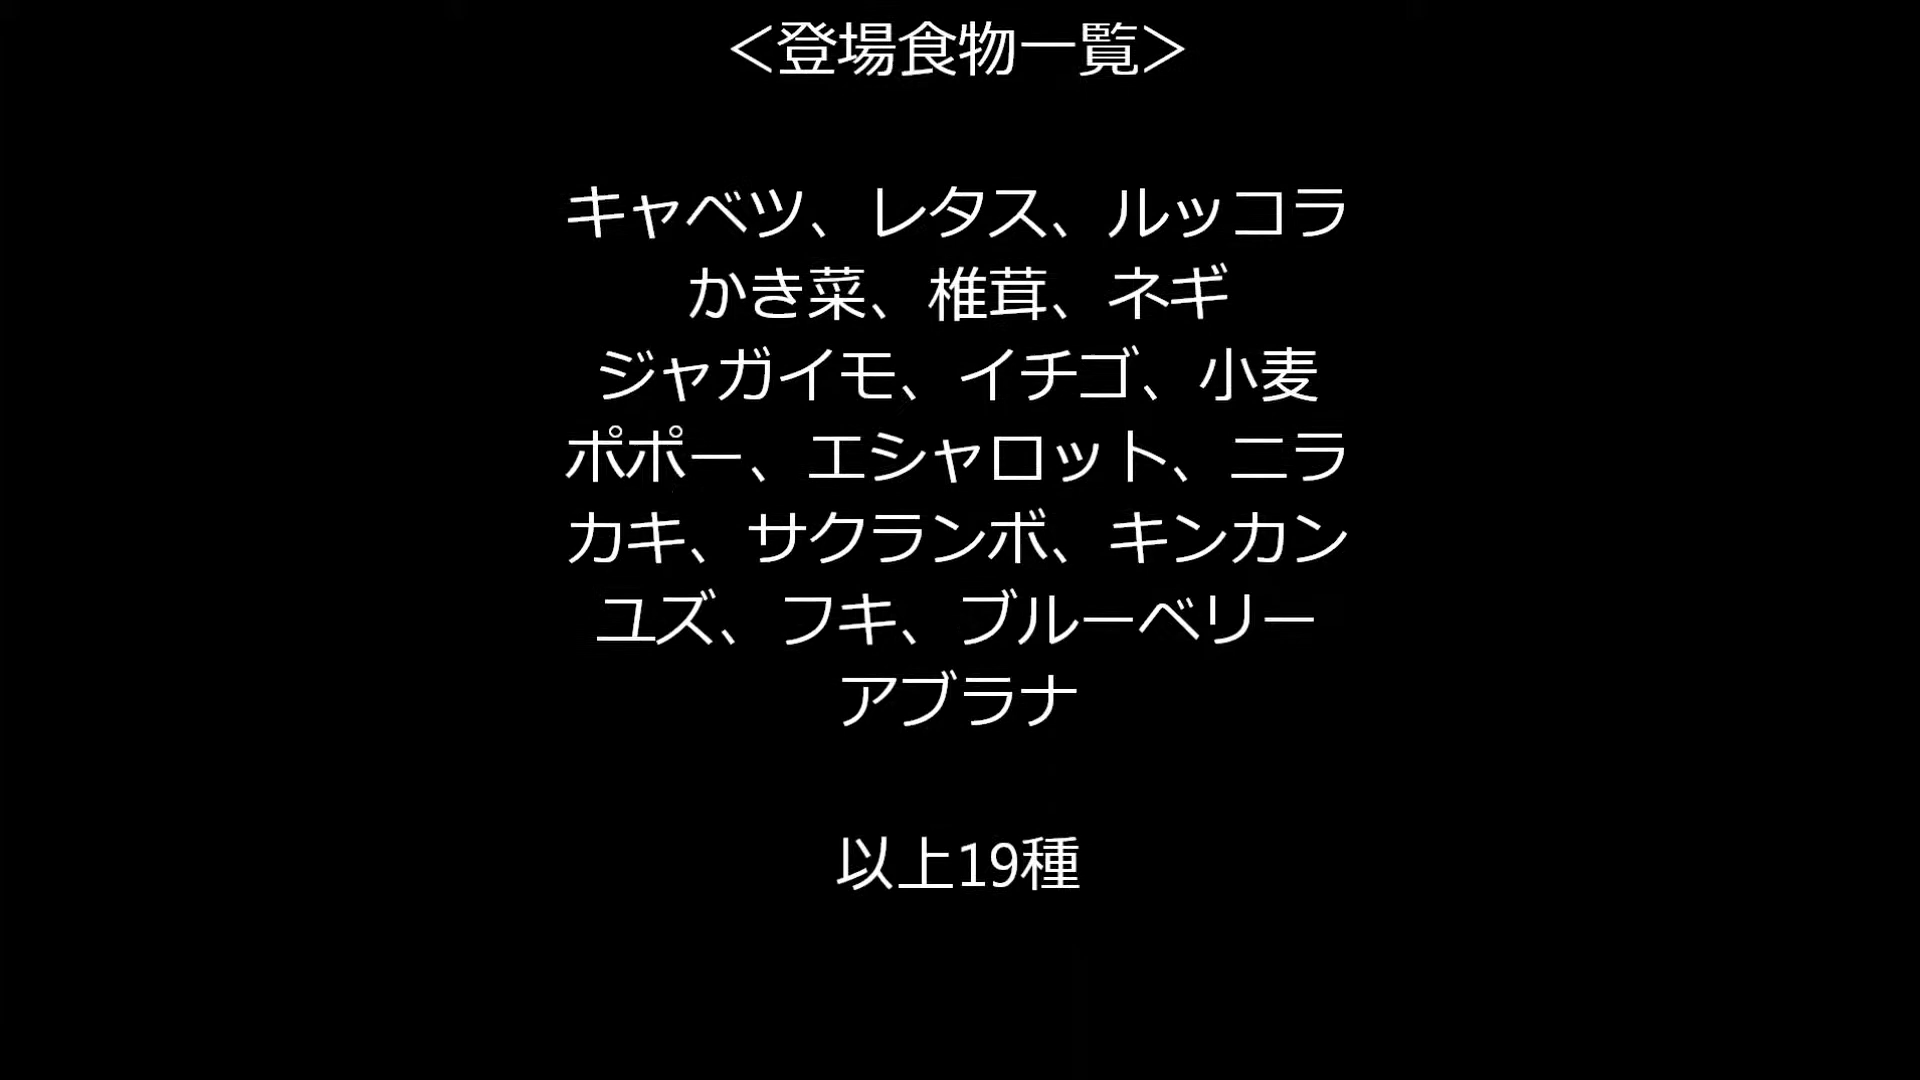 ＜登場食物一覧＞
キャベツ、レタス、ルッコラ
かき菜、椎茸、ネギ
ジャガイモ、イチゴ、小麦
ポポー、エシャロット、ニラ
カキ、サクランボ、キンカン
ユズ、フキ、ブルーベリー
アブラナ
以上19種